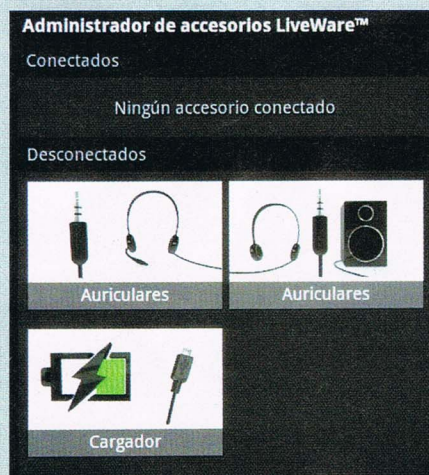 Administrador de accesorios LiveWare™
Conectados
Ningún accesorio conectado
Desconectados
Auriculares
Auriculares
Cargador